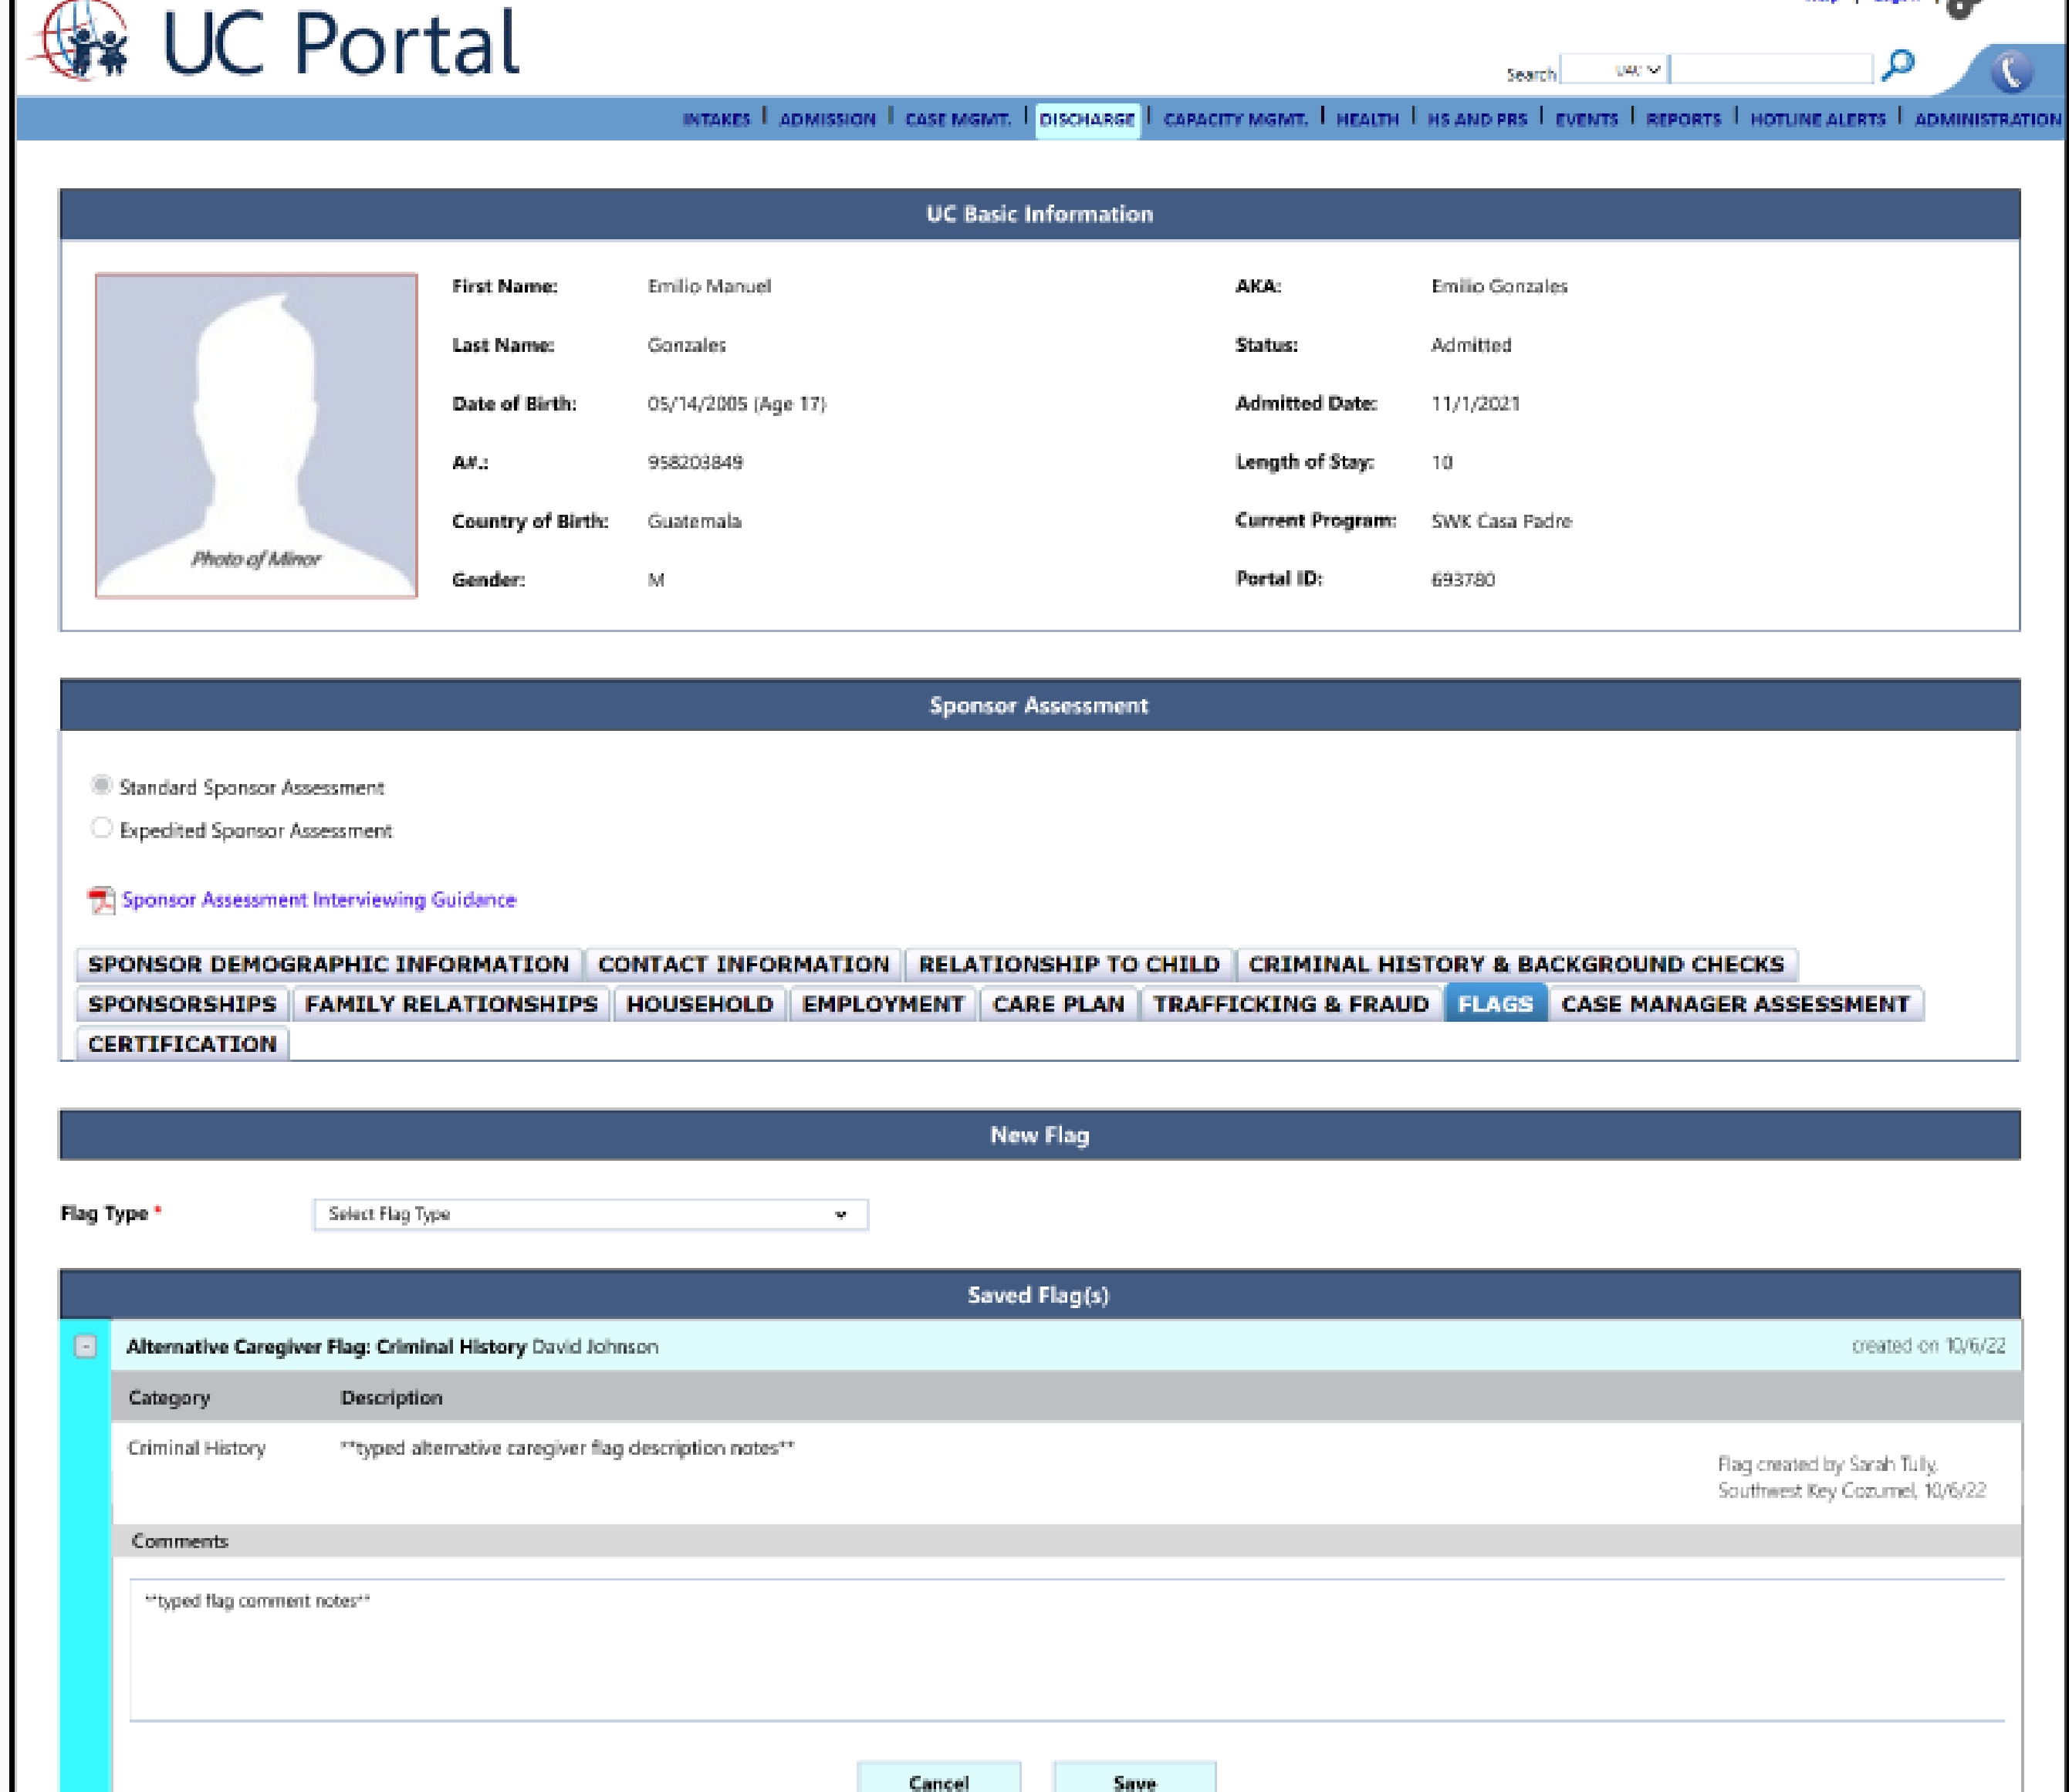 UC Portal
Search UAC
INTAKES | ADMISSION | CASE MGMT. | DISCHARGE | CAPACITY MGMT. | HEALTH | HS AND PRS | EVENTS | REPORTS | HOTLINE ALERTS | ADMINISTRATION
UC Basic Information
First Name: Emilio Manuel AKA: Emilio Gonzales
Last Name: Gonzales Status: Admitted
Date of Birth: 05/14/2005 (Age 17) Admitted Date: 11/1/2021
A#.: 958203849 Length of Stay: 10
Country of Birth: Guatemala Current Program: SWK Casa Padre
Photo of Minor
Gender: M Portal ID: 693780
Sponsor Assessment
Standard Sponsor Assessment
Expedited Sponsor Assessment
Sponsor Assessment Interviewing Guidance
SPONSOR DEMOGRAPHIC INFORMATION CONTACT INFORMATION RELATIONSHIP TO CHILD CRIMINAL HISTORY & BACKGROUND CHECKS
SPONSORSHIPS FAMILY RELATIONSHIPS HOUSEHOLD EMPLOYMENT CARE PLAN TRAFFICKING & FRAUD FLAGS CASE MANAGER ASSESSMENT
CERTIFICATION
New Flag
Flag Type * Select Flag Type
Saved Flag(s)
- Alternative Caregiver Flag: Criminal History David Johnson created on 10/6/22
Category Description
Criminal History **typed alternative caregiver flag description notes**
Flag created by Sarah Tully,
Southwest Key Cozumel, 10/6/22
Comments
**typed flag comment notes**
Cancel Save